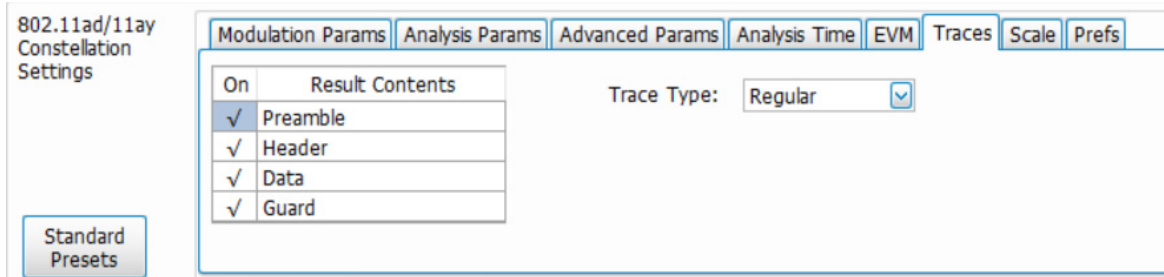 802.11ad/11ay
Constellation
Settings
Modulation Params Analysis Params Advanced Params Analysis Time EVM Traces Scale Prefs
On Result Contents
√ Preamble
√ Header
√ Data
√ Guard
Trace Type: Regular
Standard
Presets